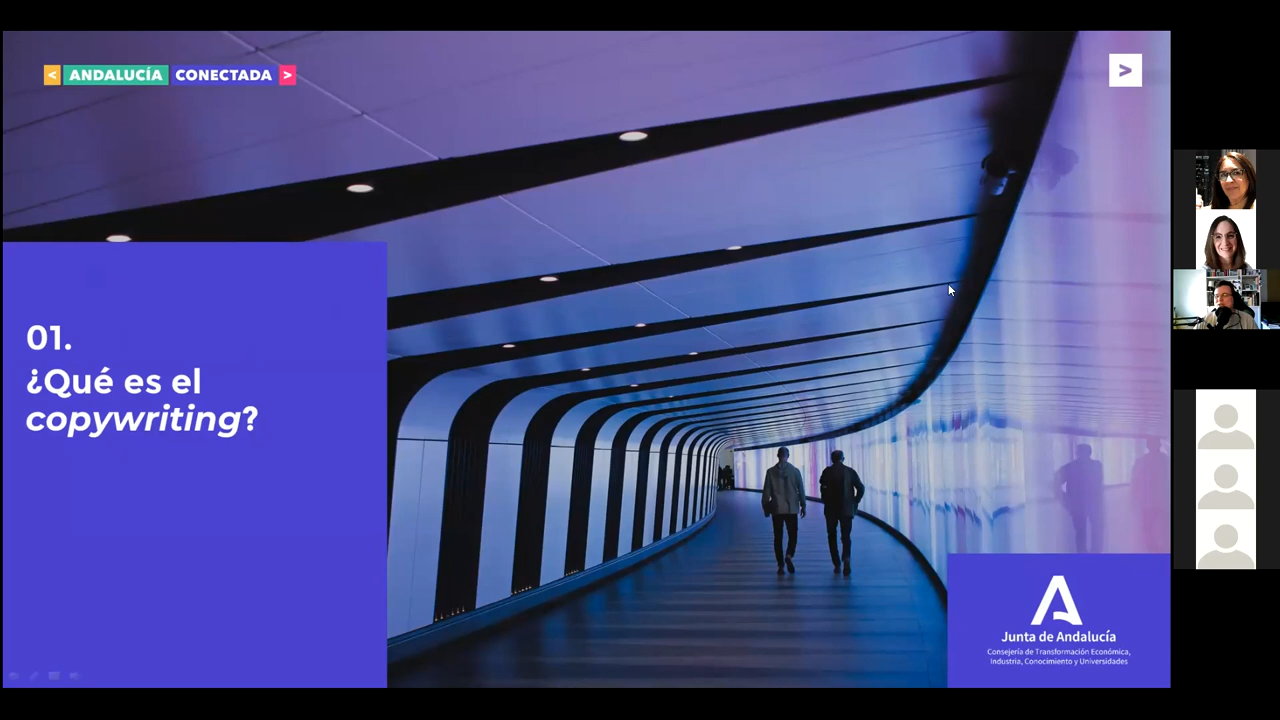 < ANDALUCÍA CONECTADA >
>
01.
¿Qué es el
copywriting?
Junta de Andalucía
Consejería de Transformación Económica,
Industria, Conocimiento y Universidades